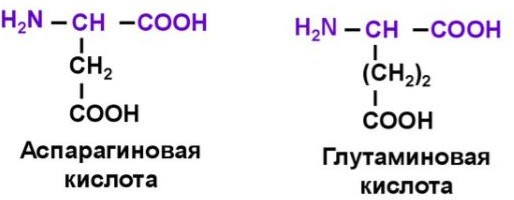 H₂N – CH – COOH
CH₂
COOH
Аспарагиновая
кислота
H₂N – CH – COOH
(CH₂)₂
COOH
Глутаминовая
кислота